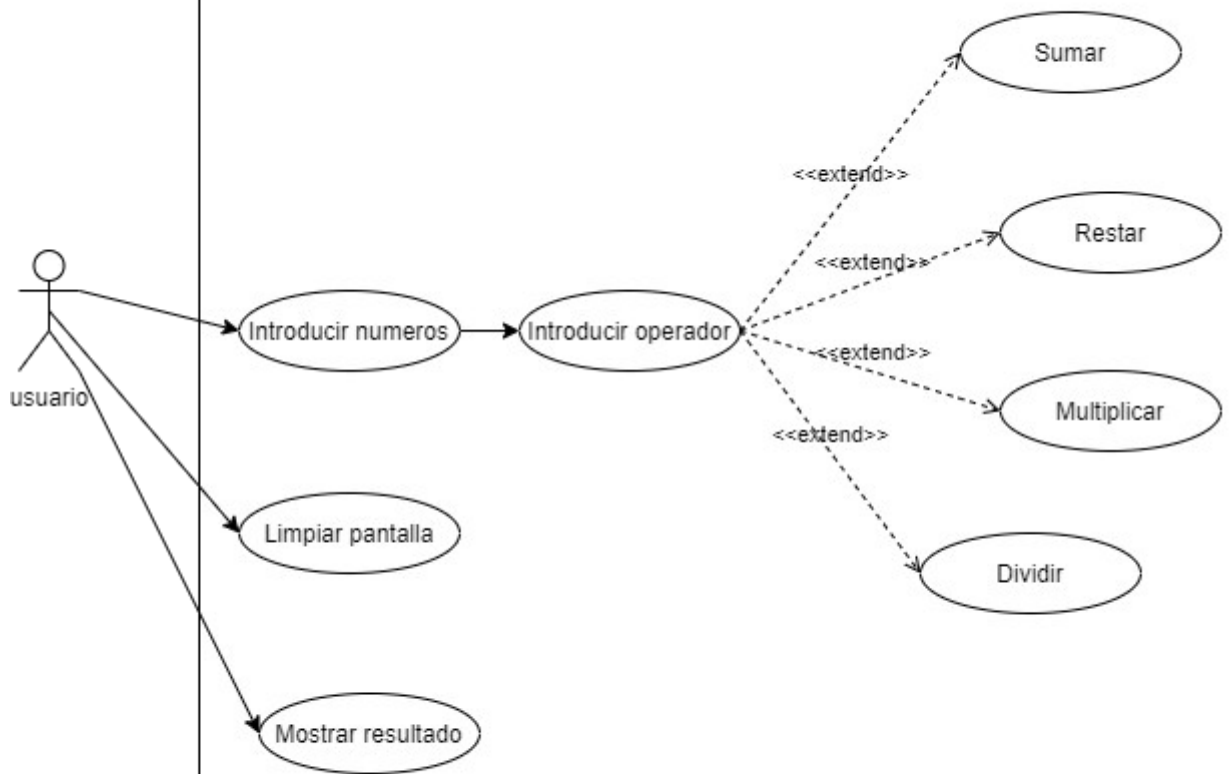 Sumar
<<extend>>
Restar
<<extend>>
usuario
Introducir numeros
Introducir operador
<<extend>>
Multiplicar
<<extend>>
Limpiar pantalla
Dividir
Mostrar resultado